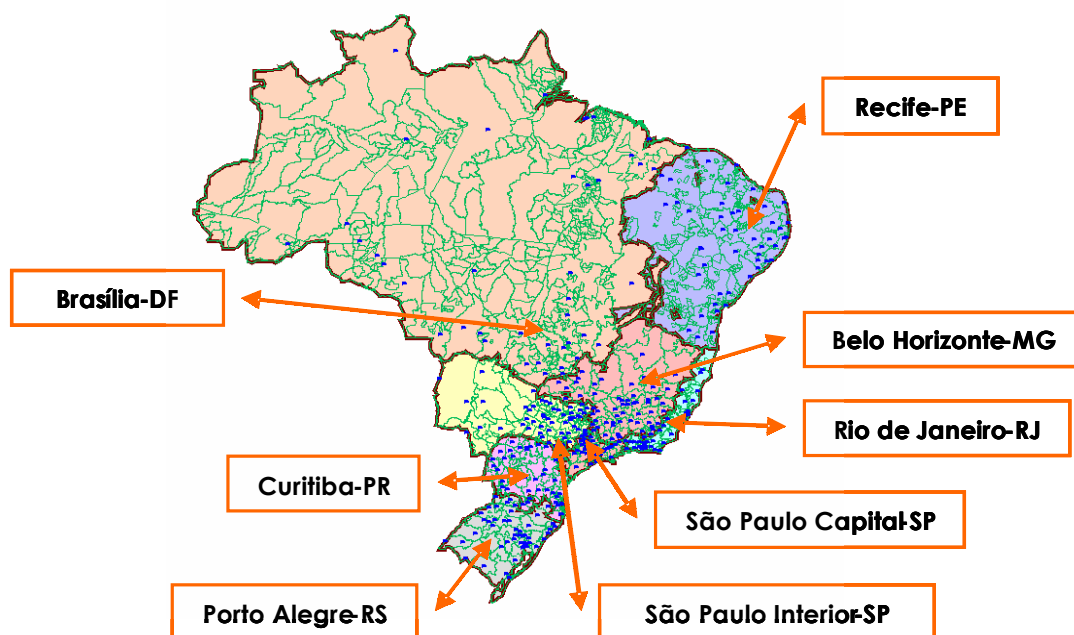 Recife-PE
Brasília-DF
Belo Horizonte-MG
Rio de Janeiro-RJ
Curitiba-PR
São Paulo Capital-SP
Porto Alegre-RS
São Paulo Interior-SP